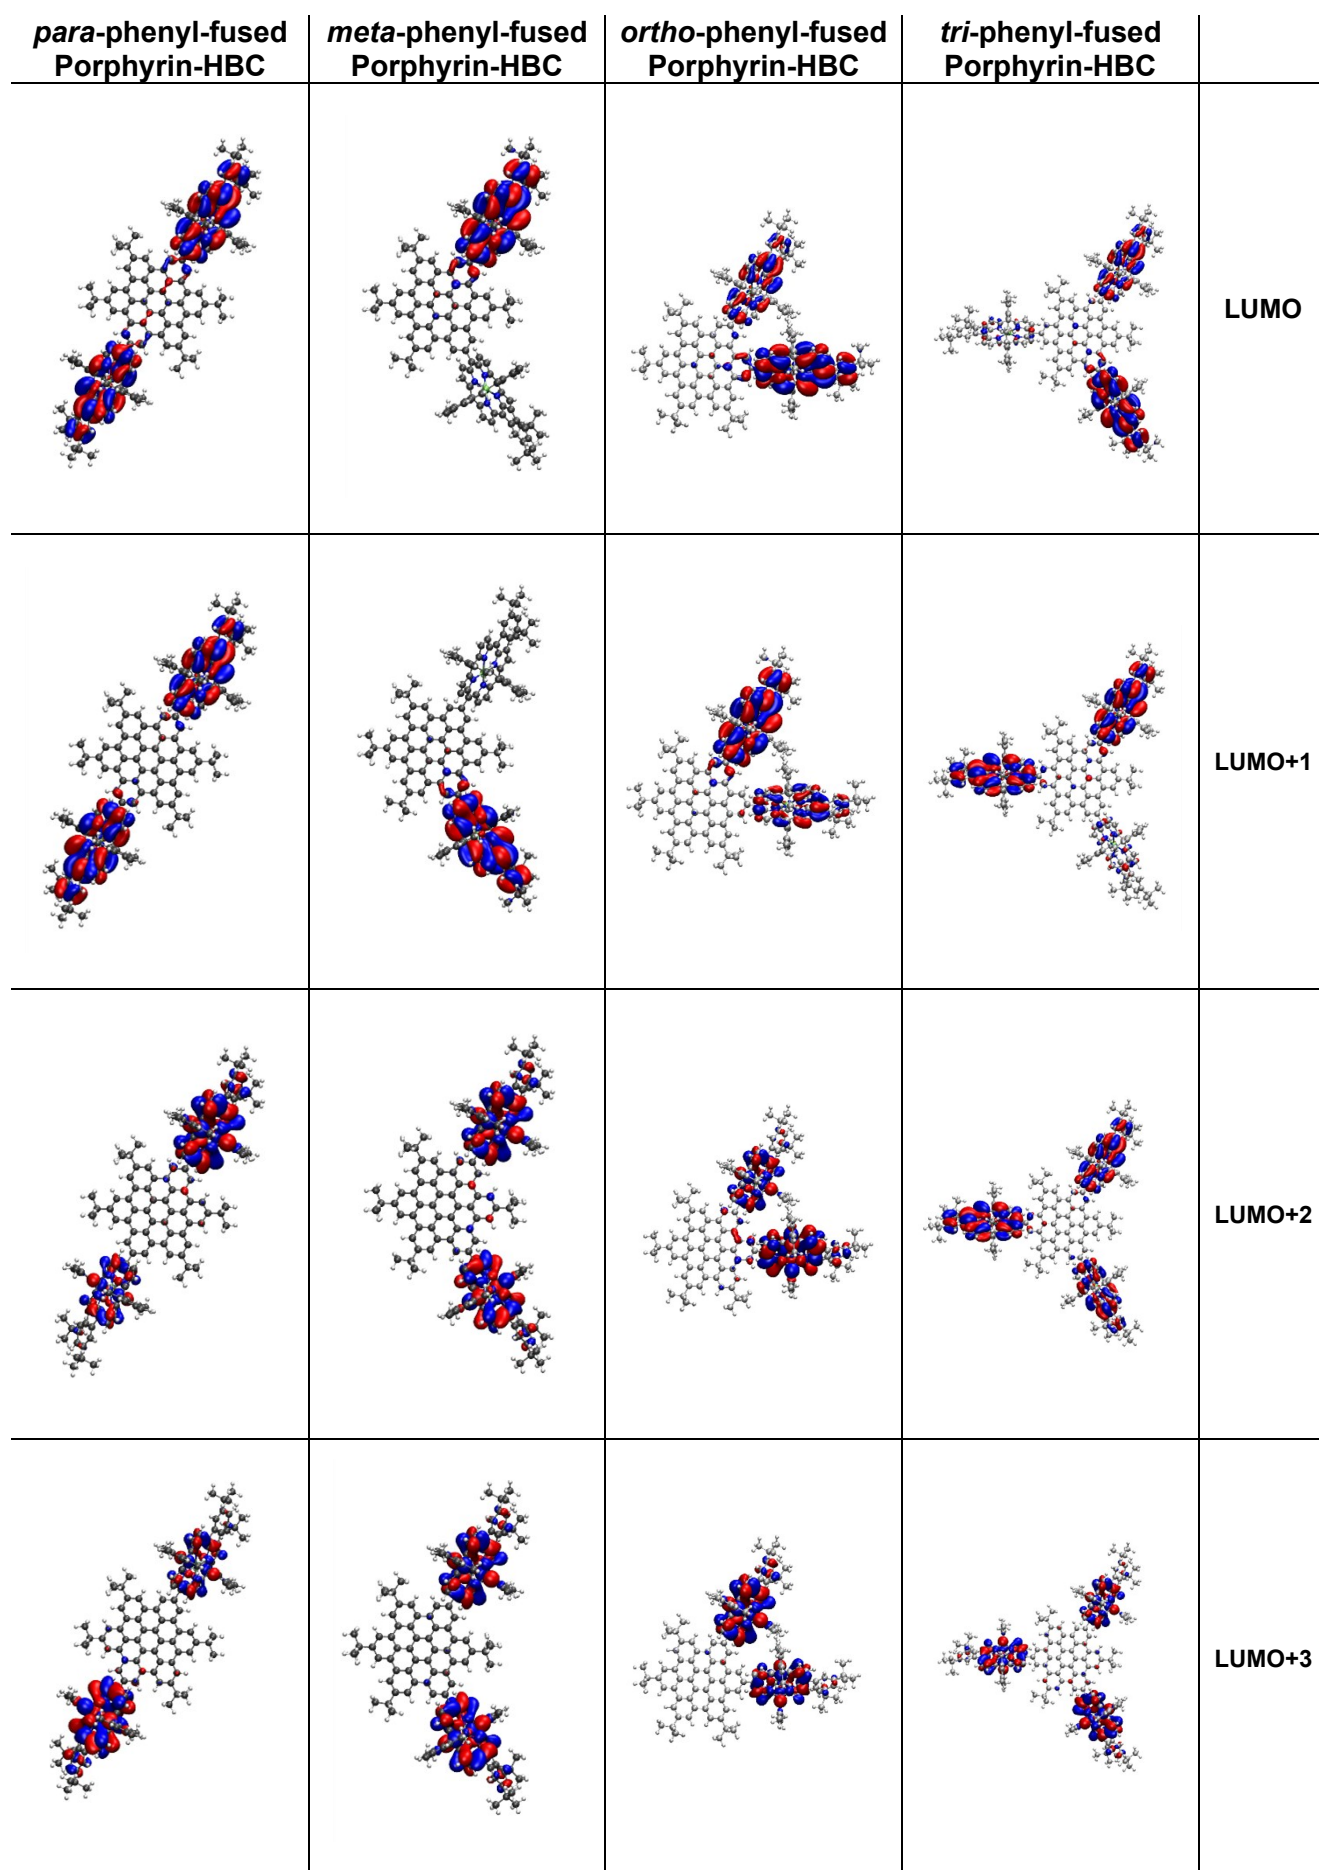 para-phenyl-fused
Porphyrin-HBC
meta-phenyl-fused
Porphyrin-HBC
ortho-phenyl-fused
Porphyrin-HBC
tri-phenyl-fused
Porphyrin-HBC
LUMO
LUMO+1
LUMO+2
LUMO+3